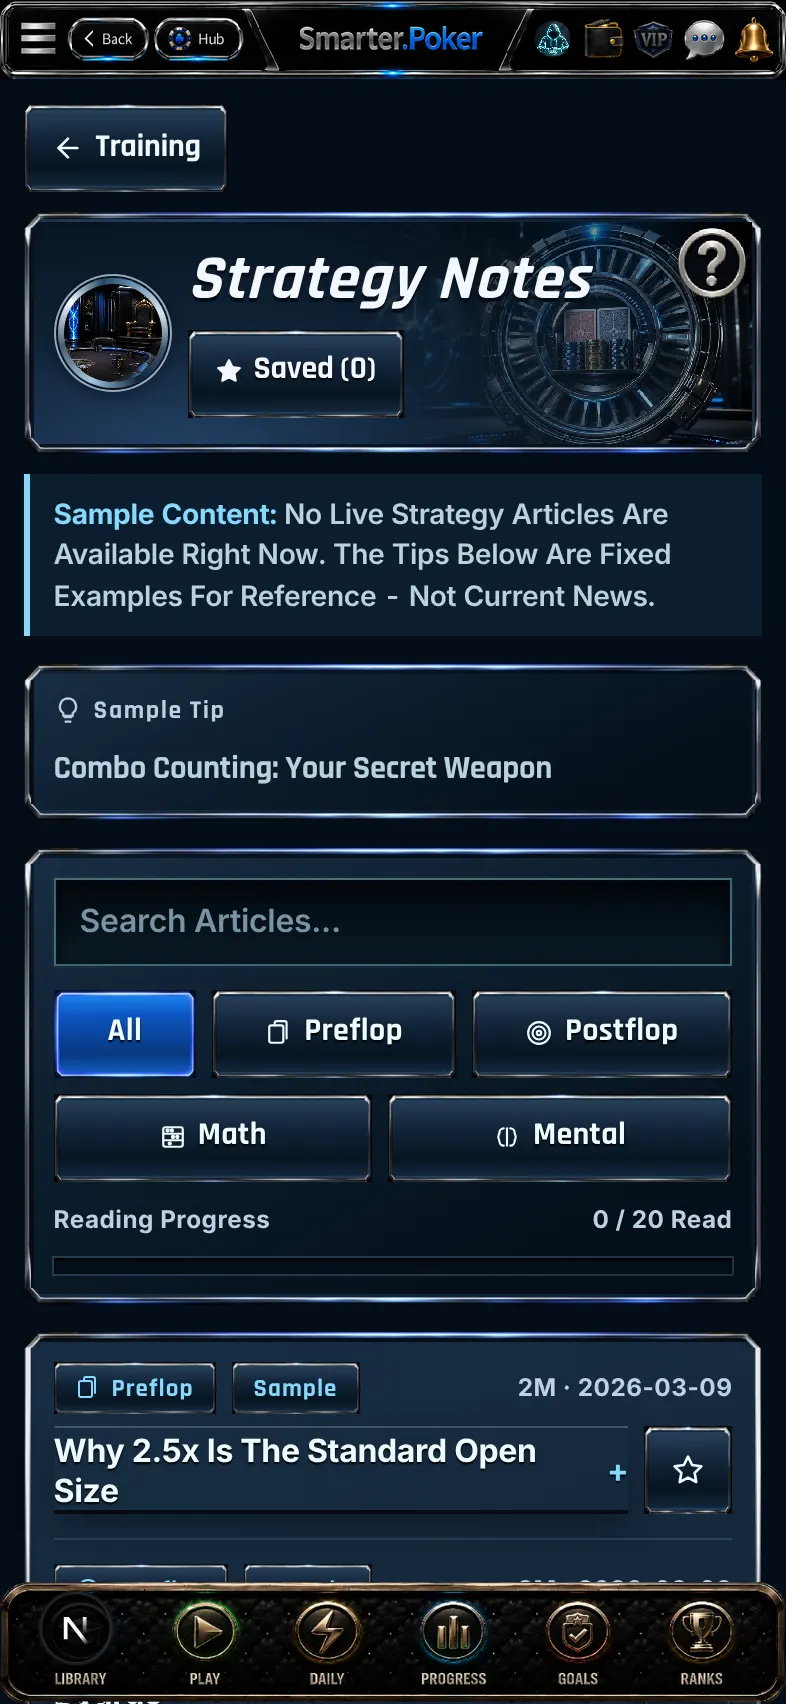 Back
Hub
Smarter.Poker
VIP
Training
Strategy Notes
?
Saved (0)
Sample Content: No Live Strategy Articles Are
Available Right Now. The Tips Below Are Fixed
Examples For Reference - Not Current News.
Sample Tip
Combo Counting: Your Secret Weapon
Search Articles...
All
Preflop
Postflop
Math
Mental
Reading Progress
0 / 20 Read
Preflop
Sample
2M · 2026-03-09
Why 2.5x Is The Standard Open
Size
+
N
LIBRARY
PLAY
DAILY
PROGRESS
GOALS
RANKS